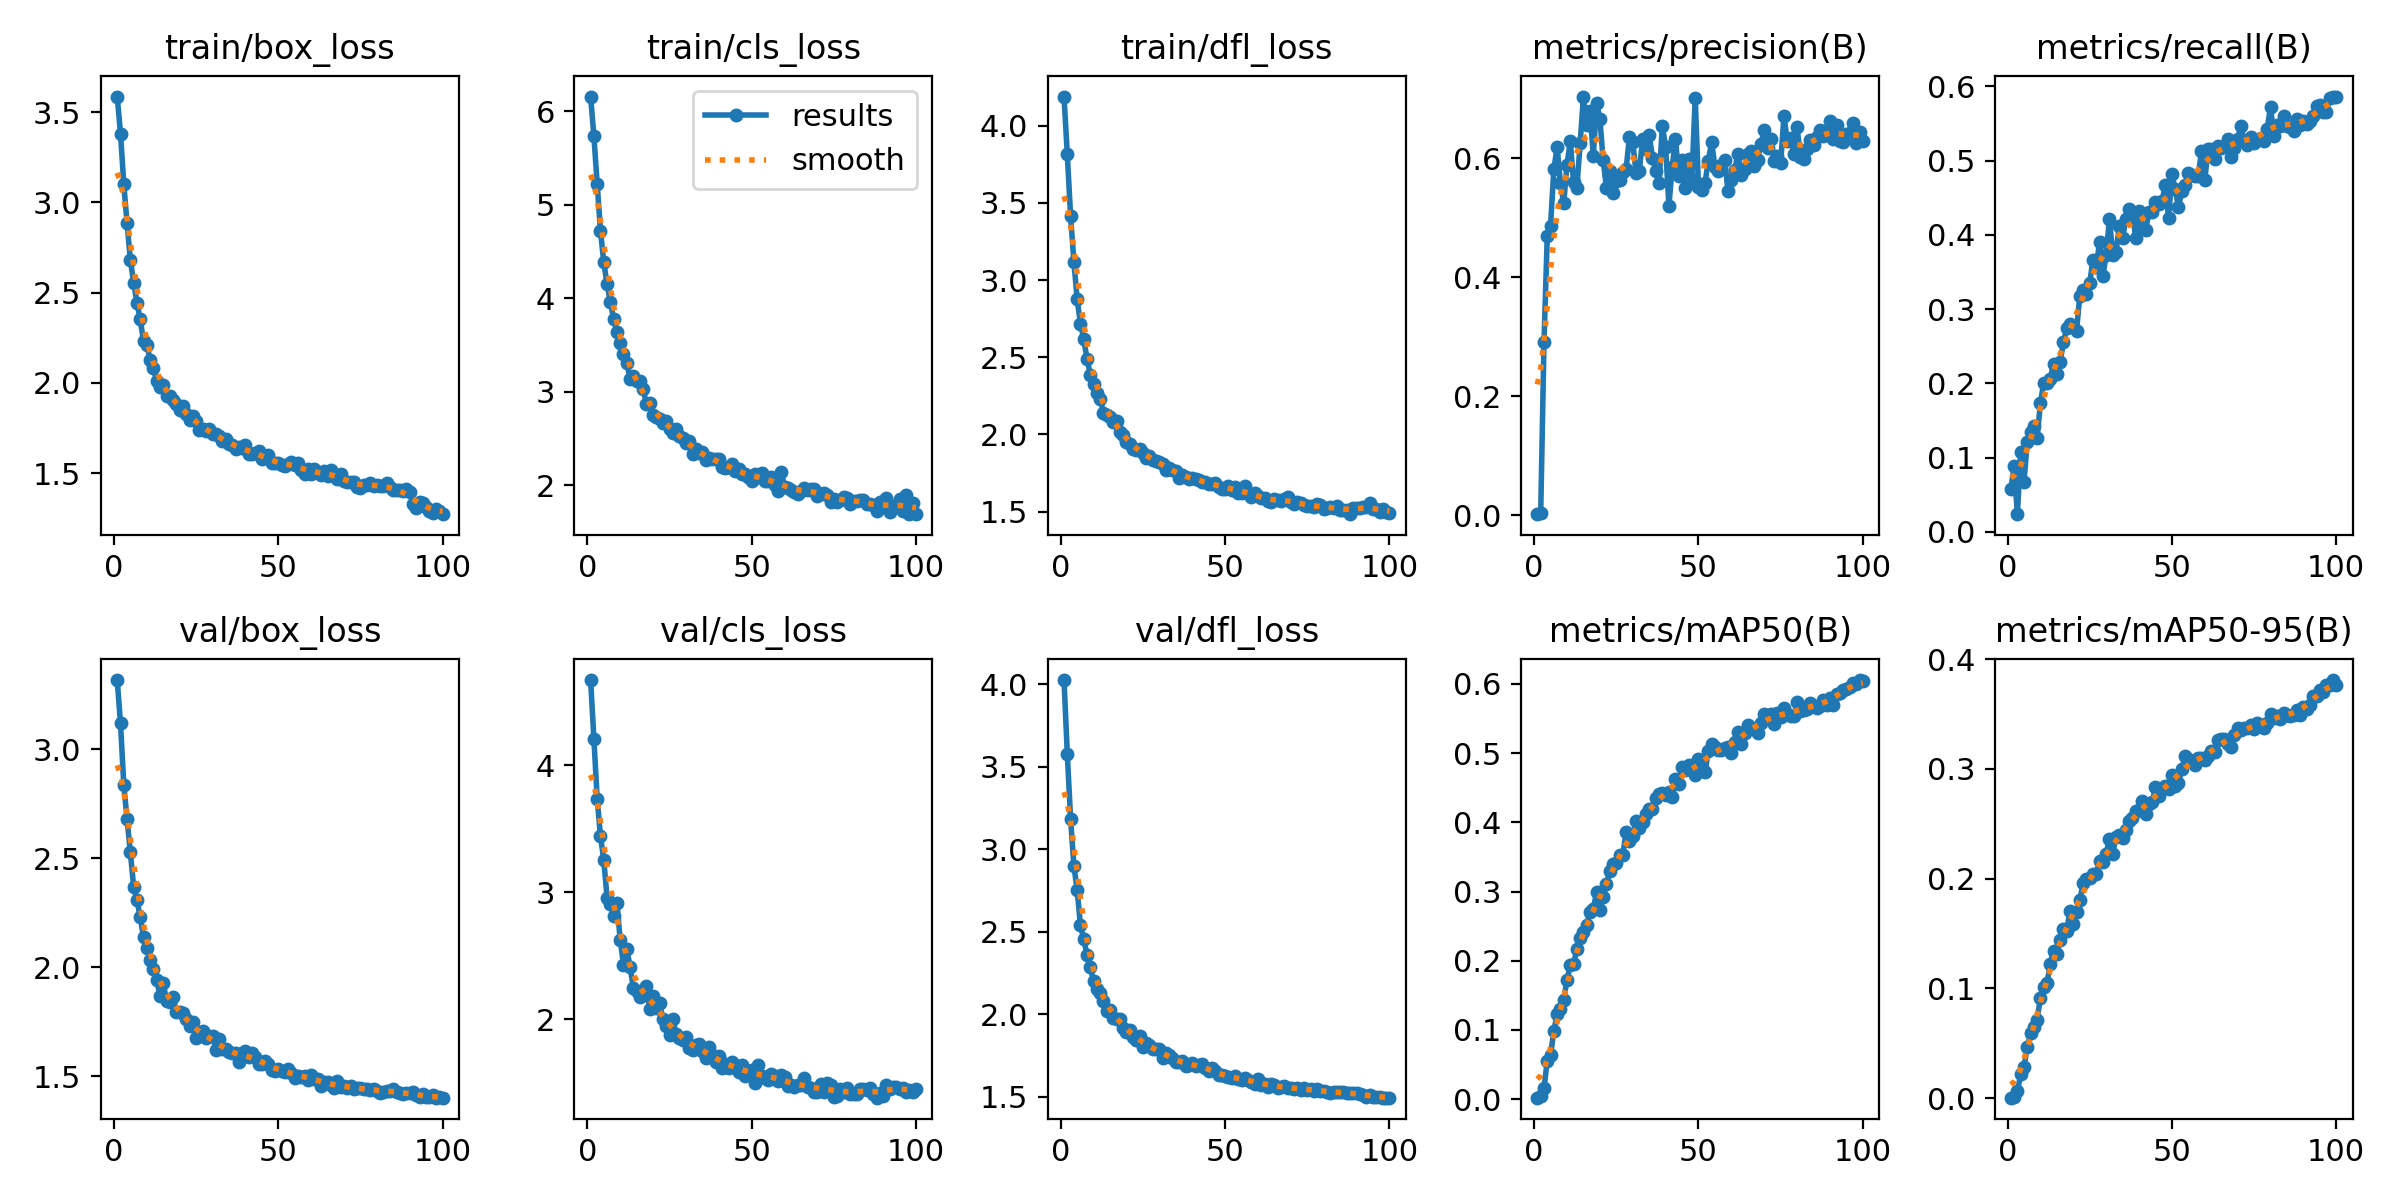 train/box_loss
3.5
3.0
2.5
2.0
1.5
0 50 100
train/cls_loss
results
smooth
6
5
4
3
2
0 50 100
train/dfl_loss
4.0
3.5
3.0
2.5
2.0
1.5
0 50 100
metrics/precision(B)
0.6
0.4
0.2
0.0
0 50 100
metrics/recall(B)
0.6
0.5
0.4
0.3
0.2
0.1
0.0
0 50 100
val/box_loss
3.0
2.5
2.0
1.5
0 50 100
val/cls_loss
4
3
2
0 50 100
val/dfl_loss
4.0
3.5
3.0
2.5
2.0
1.5
0 50 100
metrics/mAP50(B)
0.6
0.5
0.4
0.3
0.2
0.1
0.0
0 50 100
metrics/mAP50-95(B)
0.4
0.3
0.2
0.1
0.0
0 50 100